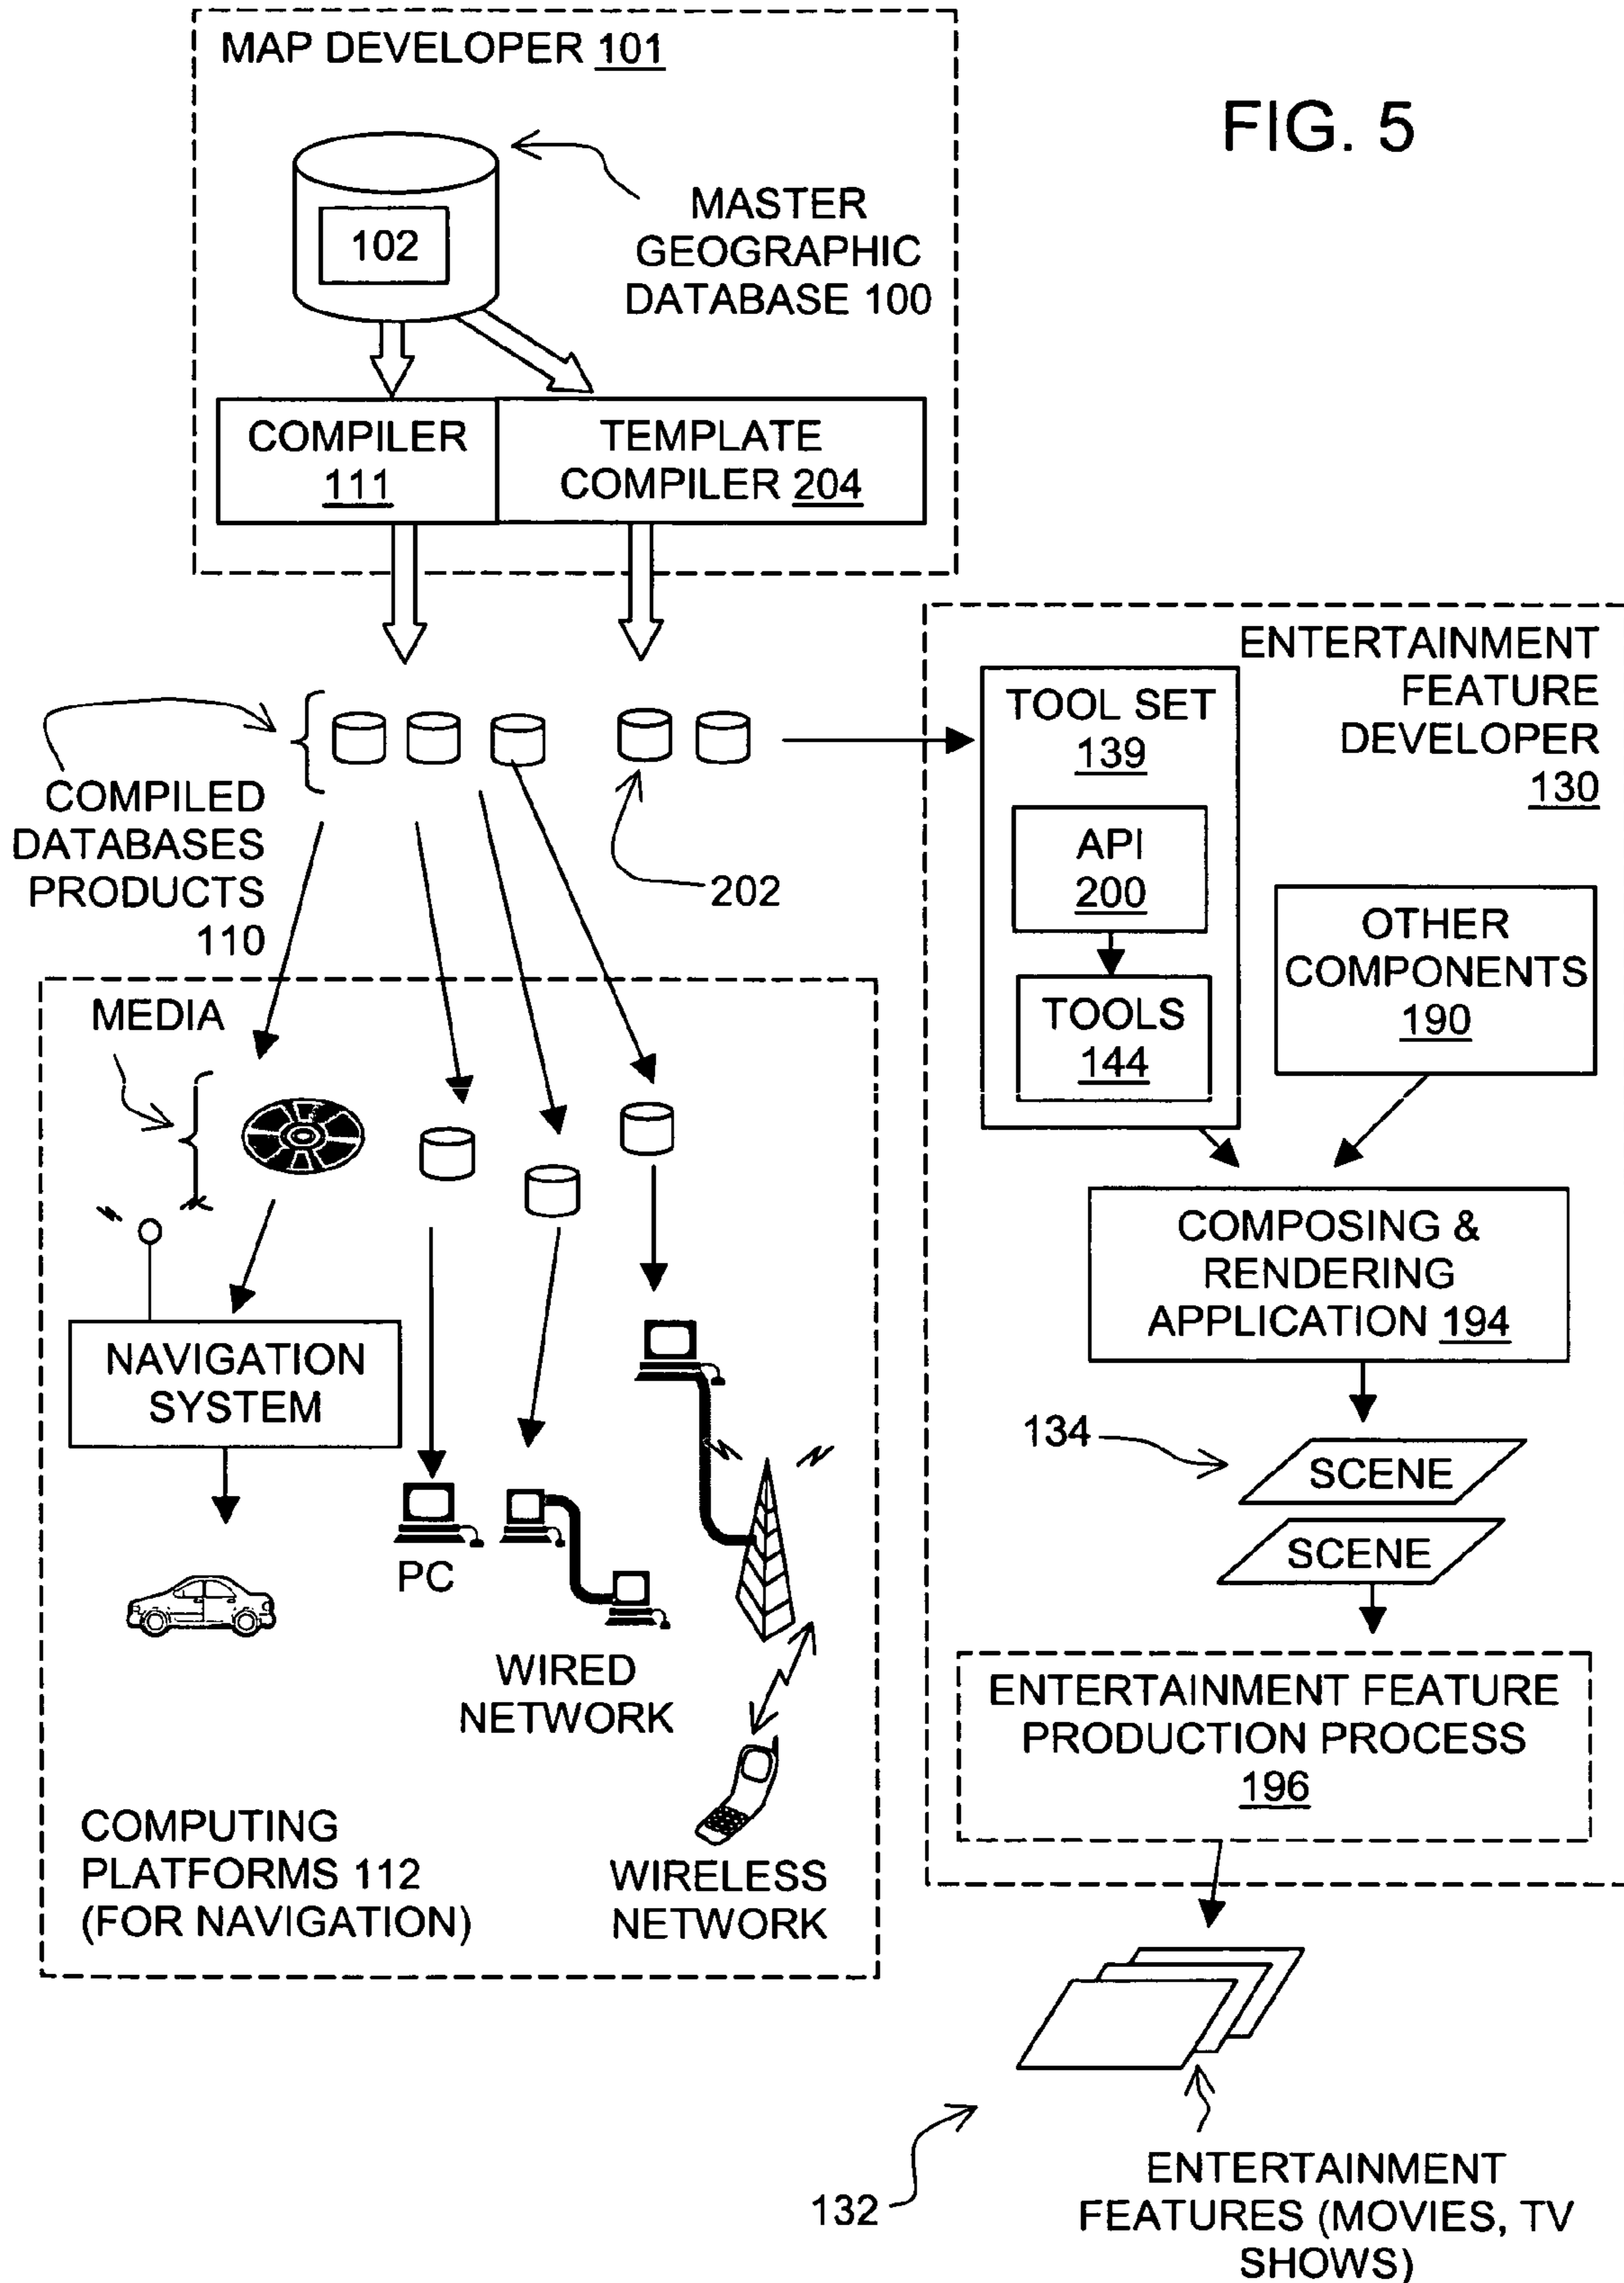 MAP DEVELOPER 101
FIG. 5
102
MASTER
GEOGRAPHIC
DATABASE 100
COMPILER
111
TEMPLATE
COMPILER 204
COMPILED
DATABASES
PRODUCTS
110
202
ENTERTAINMENT
FEATURE
DEVELOPER
130
TOOL SET
139
API
200
TOOLS
144
OTHER
COMPONENTS
190
COMPOSING &
RENDERING
APPLICATION 194
134
SCENE
SCENE
ENTERTAINMENT FEATURE
PRODUCTION PROCESS
196
MEDIA
NAVIGATION
SYSTEM
PC
WIRED
NETWORK
WIRELESS
NETWORK
COMPUTING
PLATFORMS 112
(FOR NAVIGATION)
132
ENTERTAINMENT
FEATURES (MOVIES, TV
SHOWS)